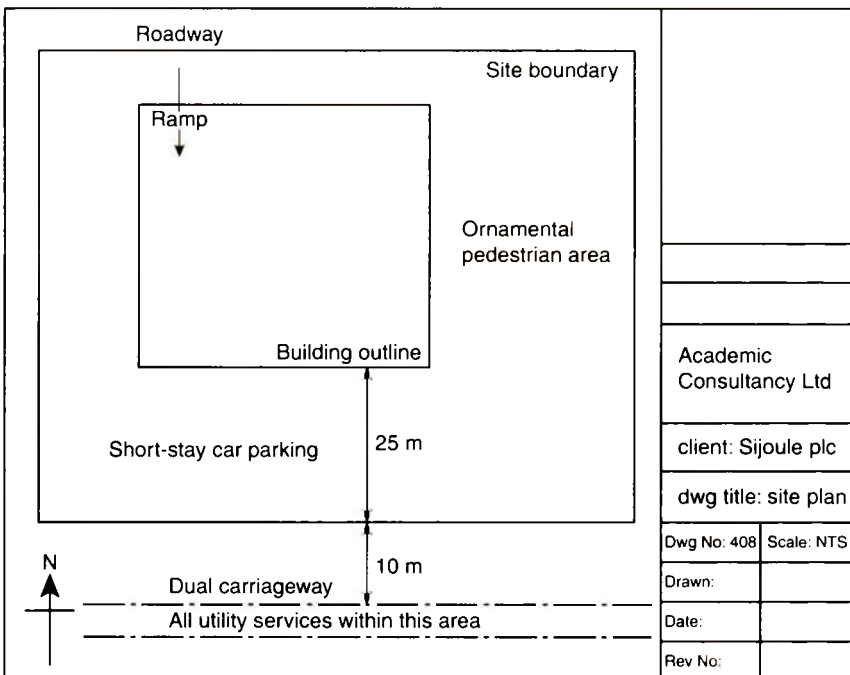 Roadway
Site boundary
Ramp
Ornamental
pedestrian area
Building outline
Short-stay car parking
25 m
10 m
N
Dual carriageway
All utility services within this area
Academic
Consultancy Ltd
client: Sijoule plc
dwg title: site plan
Dwg No: 408 Scale: NTS
Drawn:
Date:
Rev No: